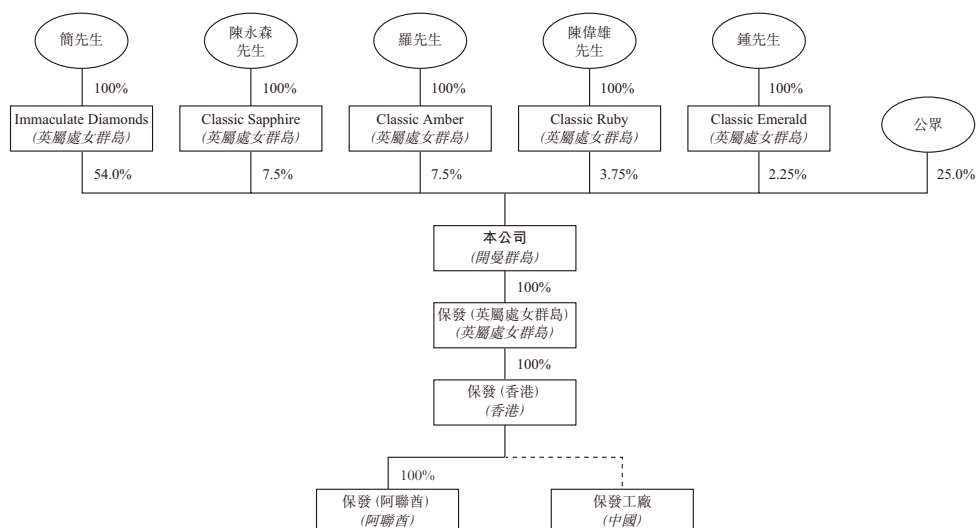 簡先生
陳永森
先生
羅先生
陳偉雄
先生
鍾先生
100%
100%
100%
100%
100%
Immaculate Diamonds
(英屬處女群島)
Classic Sapphire
(英屬處女群島)
Classic Amber
(英屬處女群島)
Classic Ruby
(英屬處女群島)
Classic Emerald
(英屬處女群島)
公眾
54.0%
7.5%
7.5%
3.75%
2.25%
25.0%
本公司
(開曼群島)
100%
保發 (英屬處女群島)
(英屬處女群島)
100%
保發 (香港)
(香港)
100%
保發 (阿聯酋)
(阿聯酋)
保發工廠
(中國)